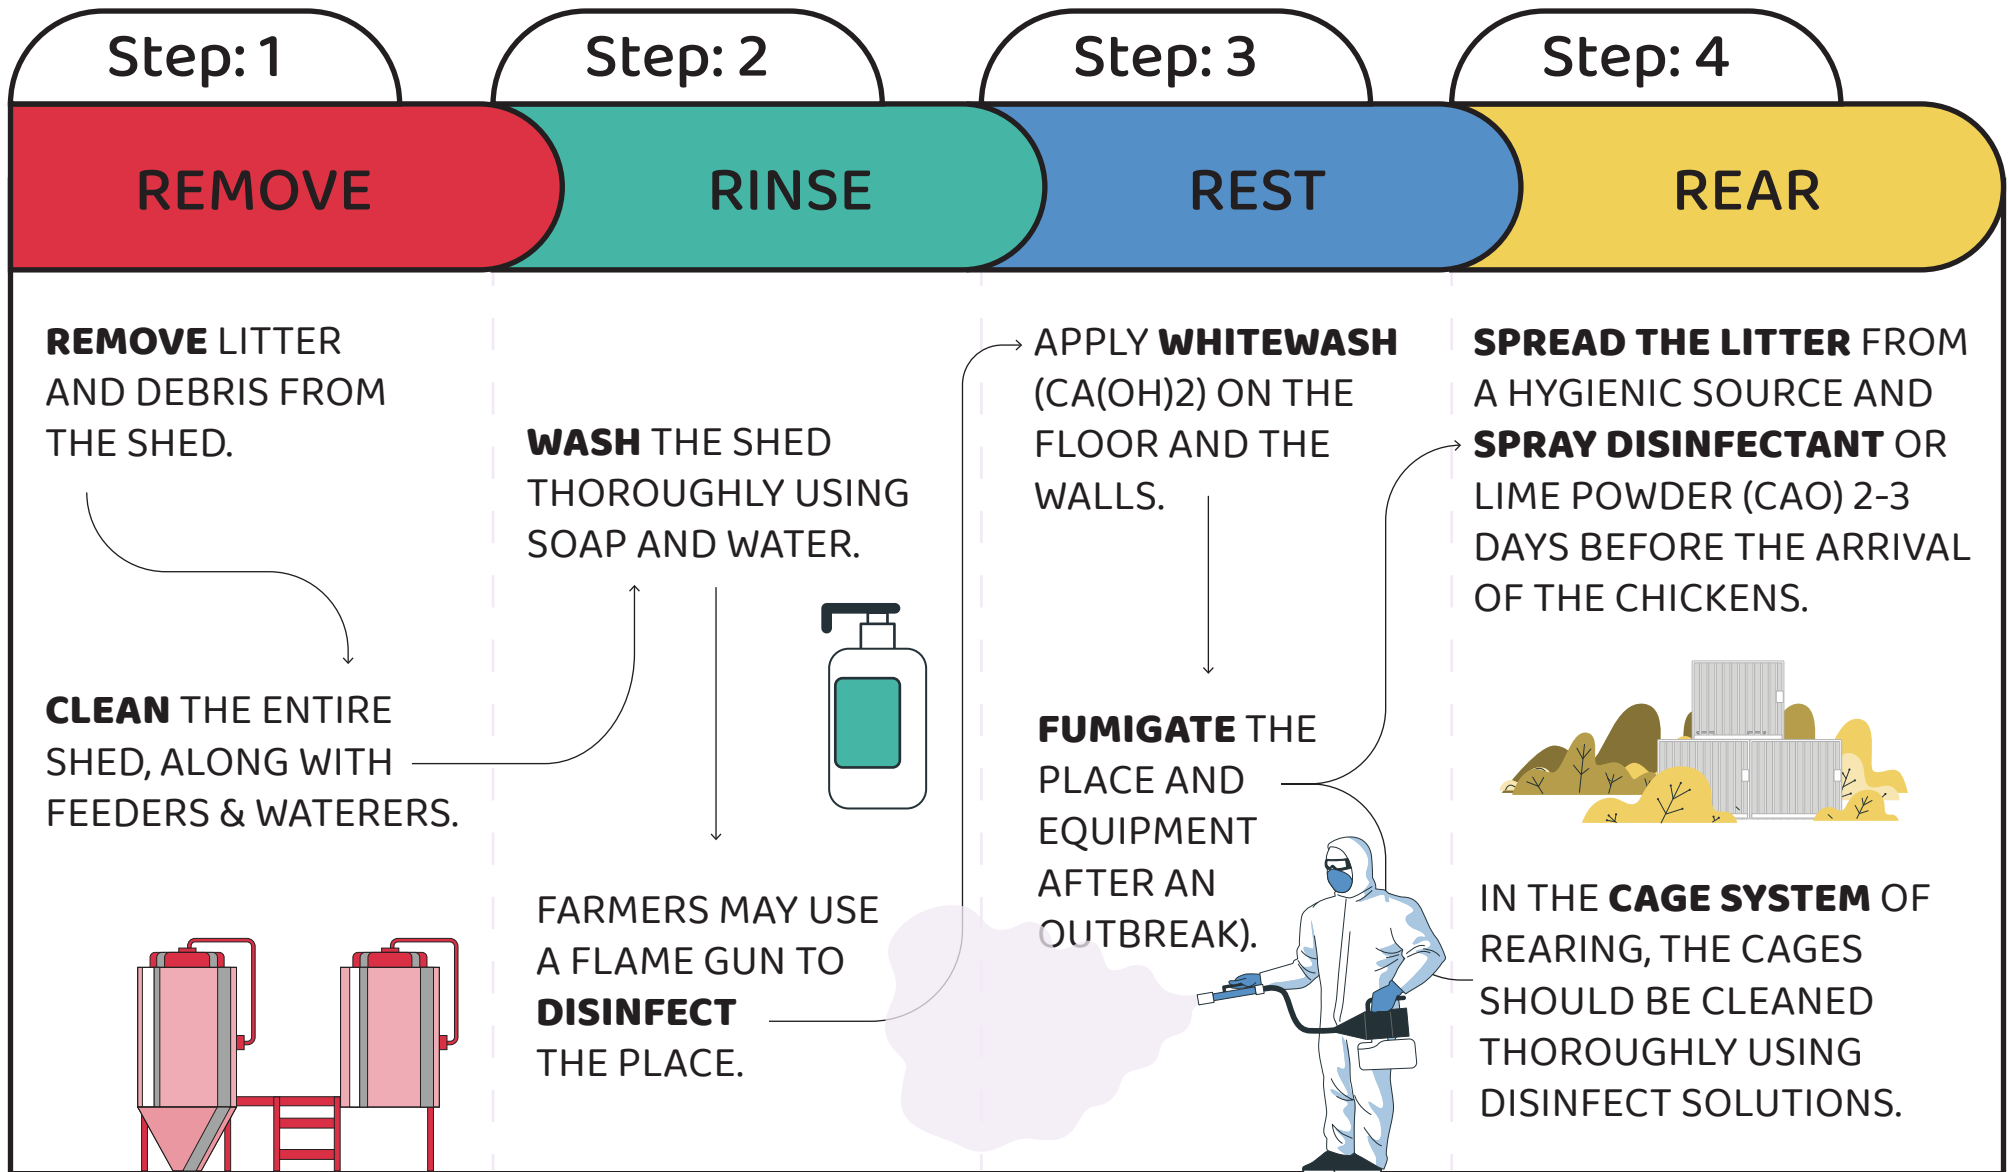 Step: 1
Step: 2
Step: 3
Step: 4
REMOVE
RINSE
REST
REAR
REMOVE LITTER
AND DEBRIS FROM
THE SHED.
CLEAN THE ENTIRE
SHED, ALONG WITH
FEEDERS & WATERERS.
WASH THE SHED
THOROUGHLY USING
SOAP AND WATER.
FARMERS MAY USE
A FLAME GUN TO
DISINFECT
THE PLACE.
APPLY WHITEWASH
(CA(OH)2) ON THE
FLOOR AND THE
WALLS.
FUMIGATE THE
PLACE AND
EQUIPMENT
AFTER AN
OUTBREAK).
SPREAD THE LITTER FROM
A HYGIENIC SOURCE AND
SPRAY DISINFECTANT OR
LIME POWDER (CAO) 2-3
DAYS BEFORE THE ARRIVAL
OF THE CHICKENS.
IN THE CAGE SYSTEM OF
REARING, THE CAGES
SHOULD BE CLEANED
THOROUGHLY USING
DISINFECT SOLUTIONS.